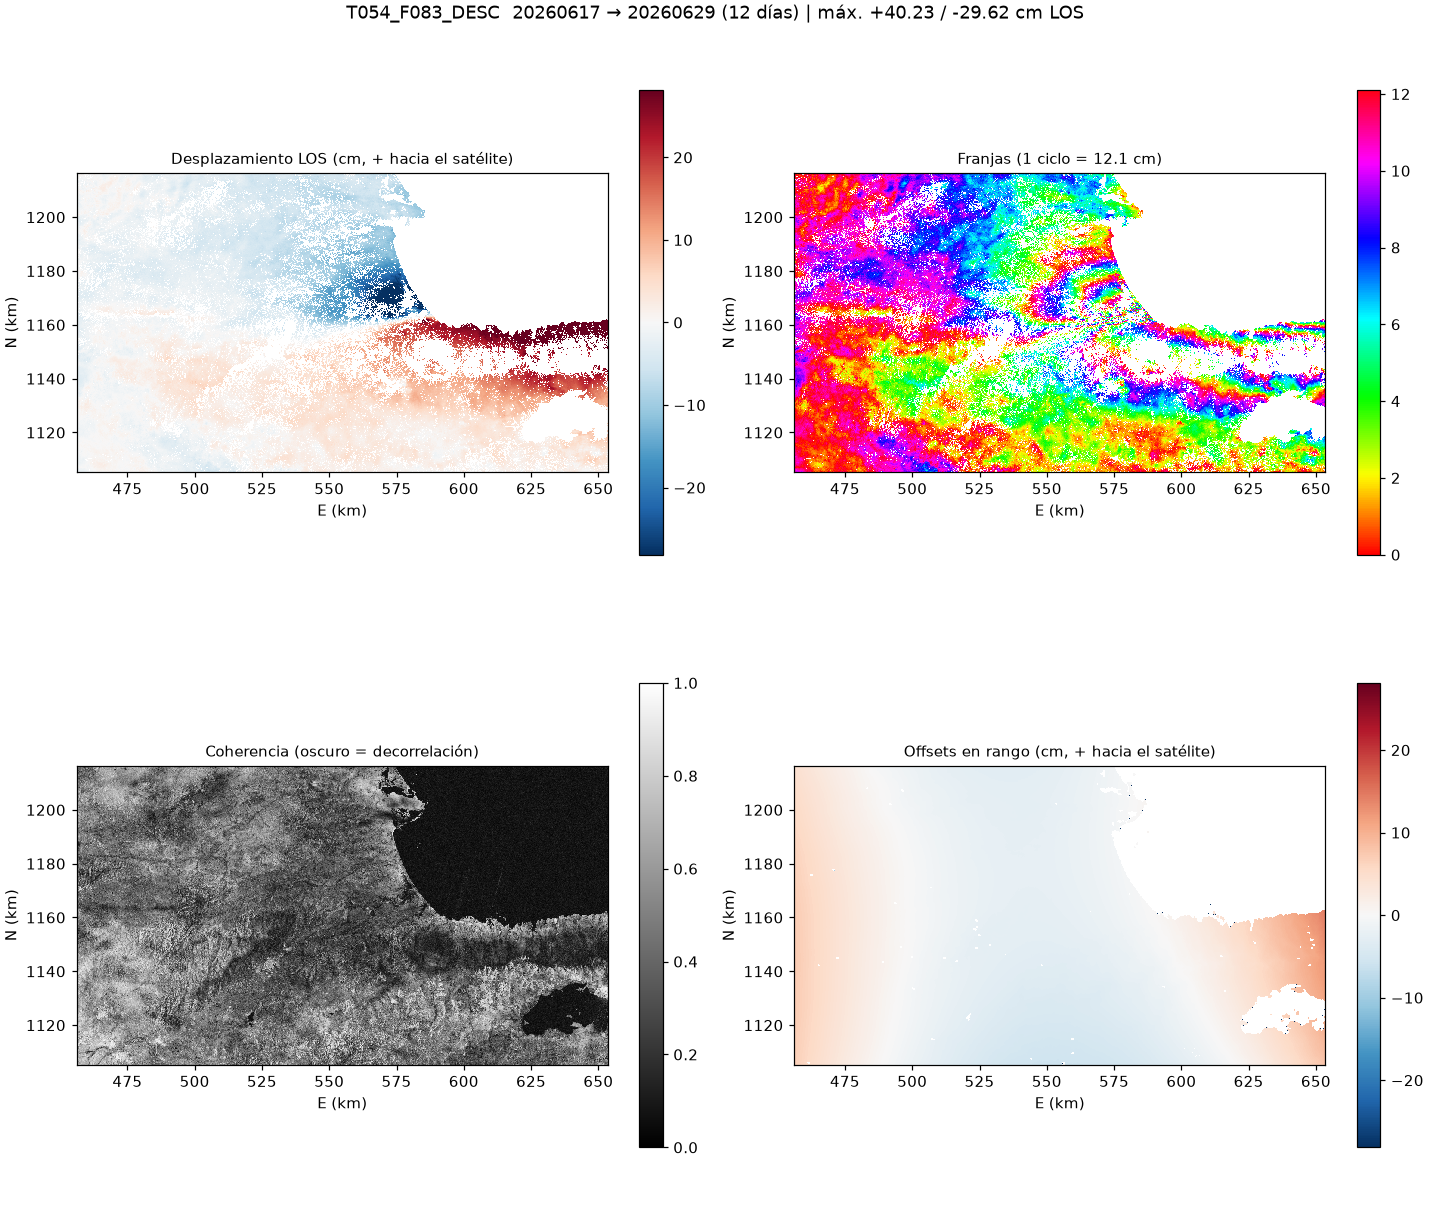 T054_F083_DESC  20260617 → 20260629 (12 días) | máx. +40.23 / -29.62 cm LOS
Desplazamiento LOS (cm, + hacia el satélite)
N (km)
1200
1180
1160
1140
1120
475 500 525 550 575 600 625 650
E (km)
20
10
0
−10
−20
Franjas (1 ciclo = 12.1 cm)
N (km)
1200
1180
1160
1140
1120
475 500 525 550 575 600 625 650
E (km)
12
10
8
6
4
2
0
Coherencia (oscuro = decorrelación)
N (km)
1200
1180
1160
1140
1120
475 500 525 550 575 600 625 650
E (km)
1.0
0.8
0.6
0.4
0.2
0.0
Offsets en rango (cm, + hacia el satélite)
N (km)
1200
1180
1160
1140
1120
475 500 525 550 575 600 625 650
E (km)
20
10
0
−10
−20